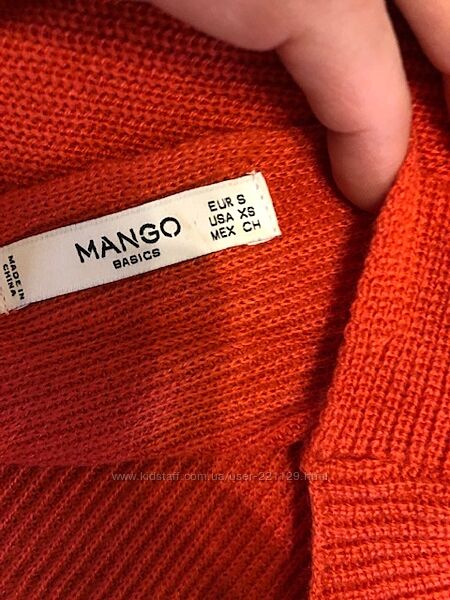 MANGO
BASICS
EUR S
USA XS
MEX CH
MADE IN
CHINA
www.kidstaff.com.ua/user-221129.html